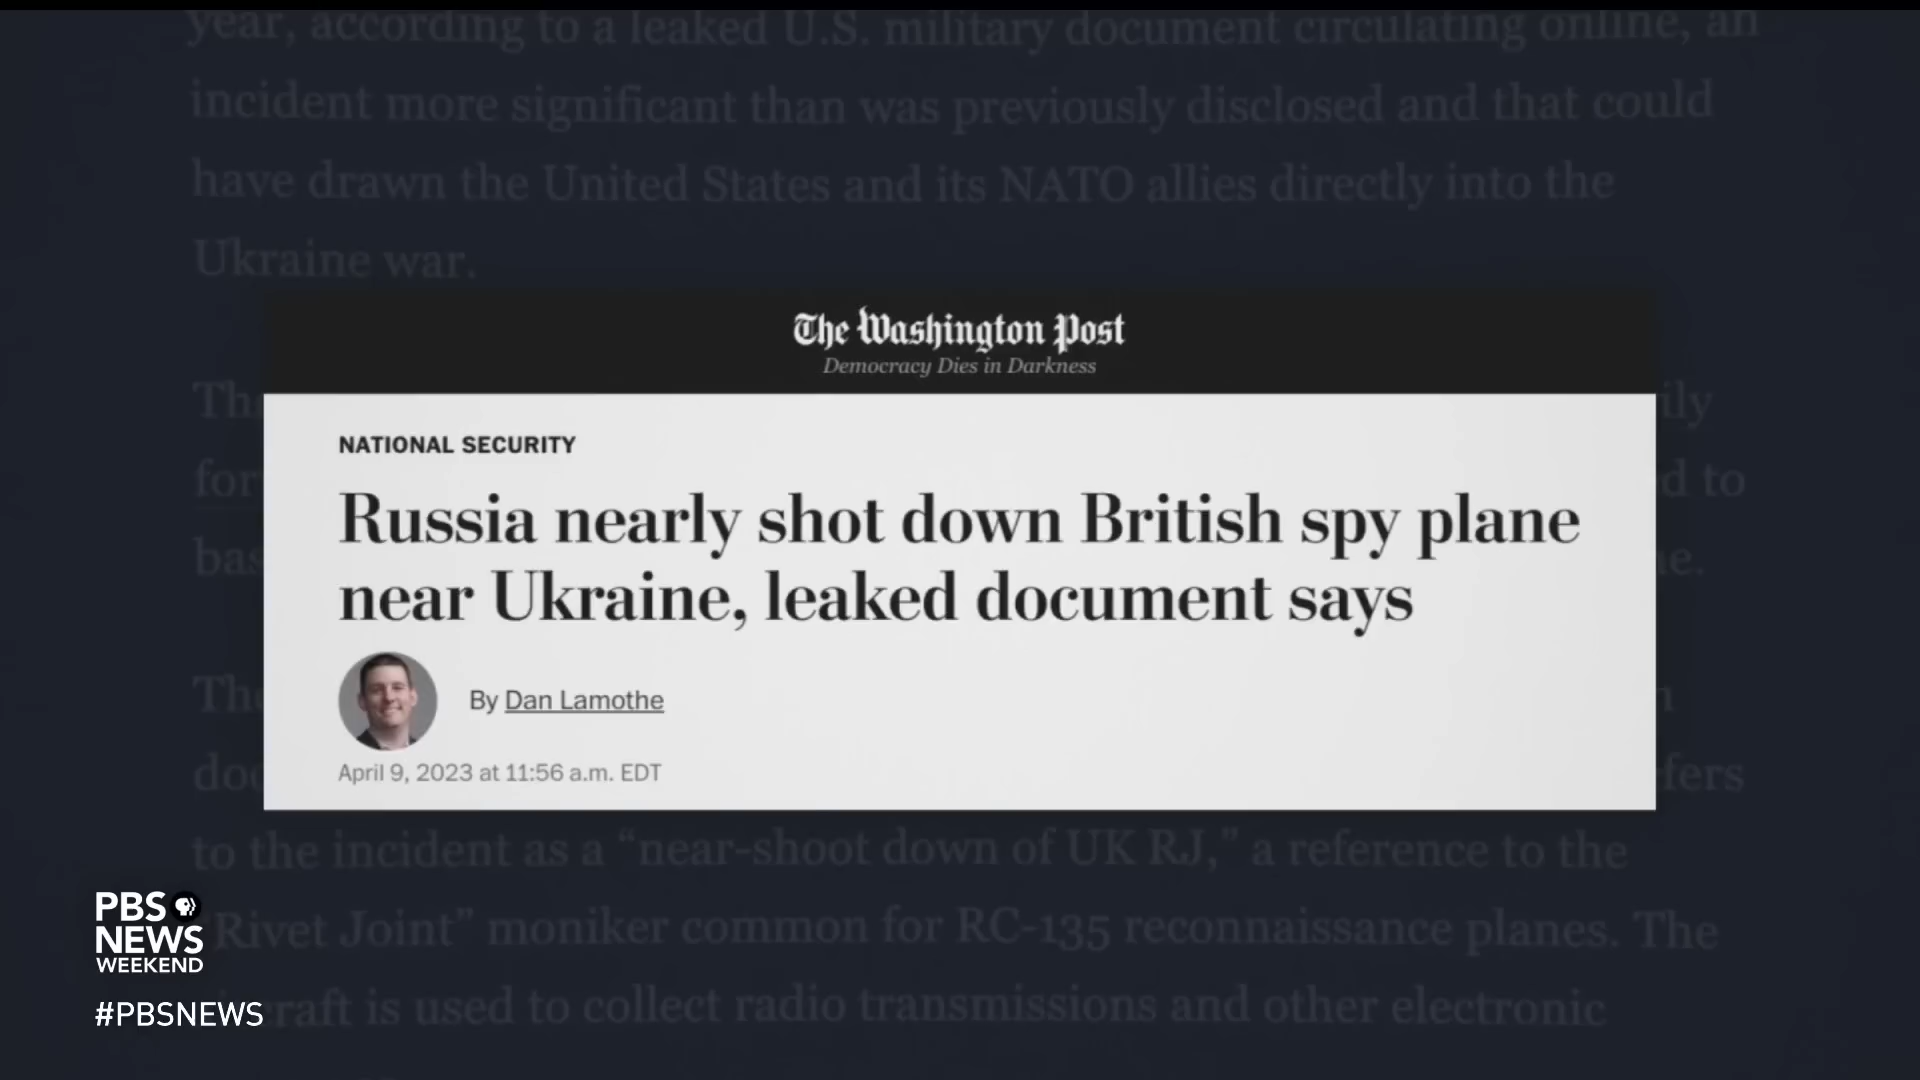 year, according to a leaked U.S. military document circulating online, an
incident more significant than was previously disclosed and that could
have drawn the United States and its NATO allies directly into the
Ukraine war.
The Washington Post
Democracy Dies in Darkness
NATIONAL SECURITY
Russia nearly shot down British spy plane
near Ukraine, leaked document says
By Dan Lamothe
April 9, 2023 at 11:56 a.m. EDT
to the incident as a “near-shoot down of UK RJ,” a reference to the
Rivet Joint” moniker common for RC-135 reconnaissance planes. The
is used to collect radio transmissions and other electronic
PBS
NEWS
WEEKEND
#PBSNEWS